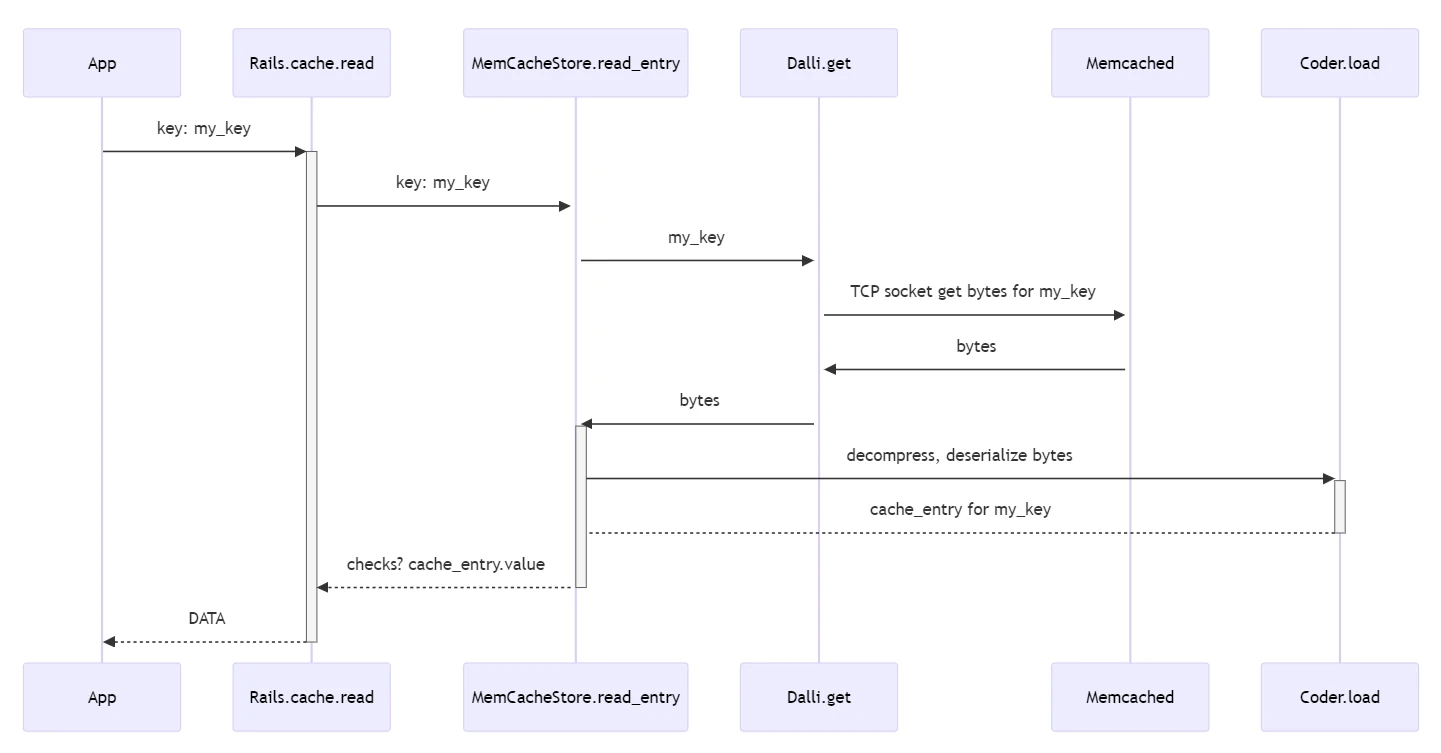 App
Rails.cache.read
MemCacheStore.read_entry
Dalli.get
Memcached
Coder.load
key: my_key
key: my_key
my_key
TCP socket get bytes for my_key
bytes
bytes
decompress, deserialize bytes
cache_entry for my_key
checks? cache_entry.value
DATA
App
Rails.cache.read
MemCacheStore.read_entry
Dalli.get
Memcached
Coder.load